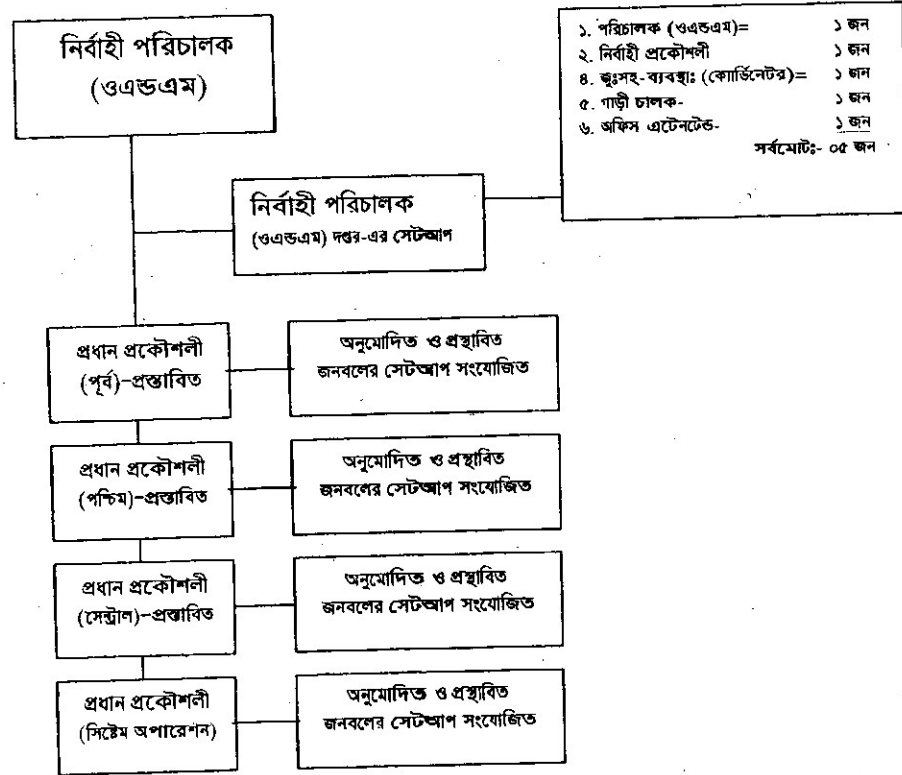 নির্বাহী পরিচালক
(ওএন্ডএম)
১. পরিচালক (ওএন্ডএম)= ১ জন
২. নির্বাহী প্রকৌশলী ১ জন
৪. জুঃসহ-ব্যবস্থাঃ (কোার্ডিনেটর)= ১ জন
৫. গাড়ী চালক- ১ জন
৬. অফিস এটেনটেন্ড- ১ জন
সর্বমোটঃ- ০৫ জন
নির্বাহী পরিচালক
(ওএন্ডএম) দপ্তর-এর সেটআপ
প্রধান প্রকৌশলী
(পূর্ব)-প্রস্তাবিত
অনুমোদিত ও প্রস্থাবিত
জনবলের সেটআপ সংযোজিত
প্রধান প্রকৌশলী
(পশ্চিম)-প্রস্তাবিত
অনুমোদিত ও প্রস্থাবিত
জনবলের সেটআপ সংযোজিত
প্রধান প্রকৌশলী
(সেন্ট্রাল)-প্রস্তাবিত
অনুমোদিত ও প্রস্থাবিত
জনবলের সেটআপ সংযোজিত
প্রধান প্রকৌশলী
(সিষ্টেম অপারেশন)
অনুমোদিত ও প্রস্থাবিত
জনবলের সেটআপ সংযোজিত